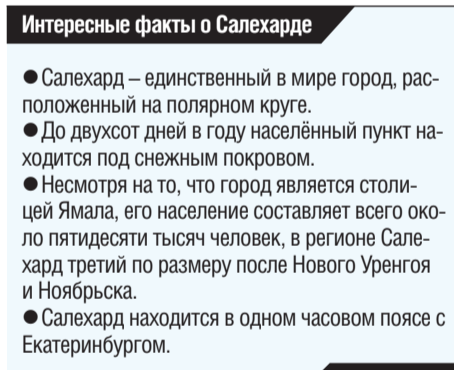 Интересные факты о Салехарде
● Салехард – единственный в мире город, рас-
положенный на полярном круге.
● До двухсот дней в году населённый пункт на-
ходится под снежным покровом.
● Несмотря на то, что город является столи-
цей Ямала, его население составляет всего око-
ло пятидесяти тысяч человек, в регионе Сале-
хард третий по размеру после Нового Уренгоя
и Ноябрьска.
● Салехард находится в одном часовом поясе с
Екатеринбургом.